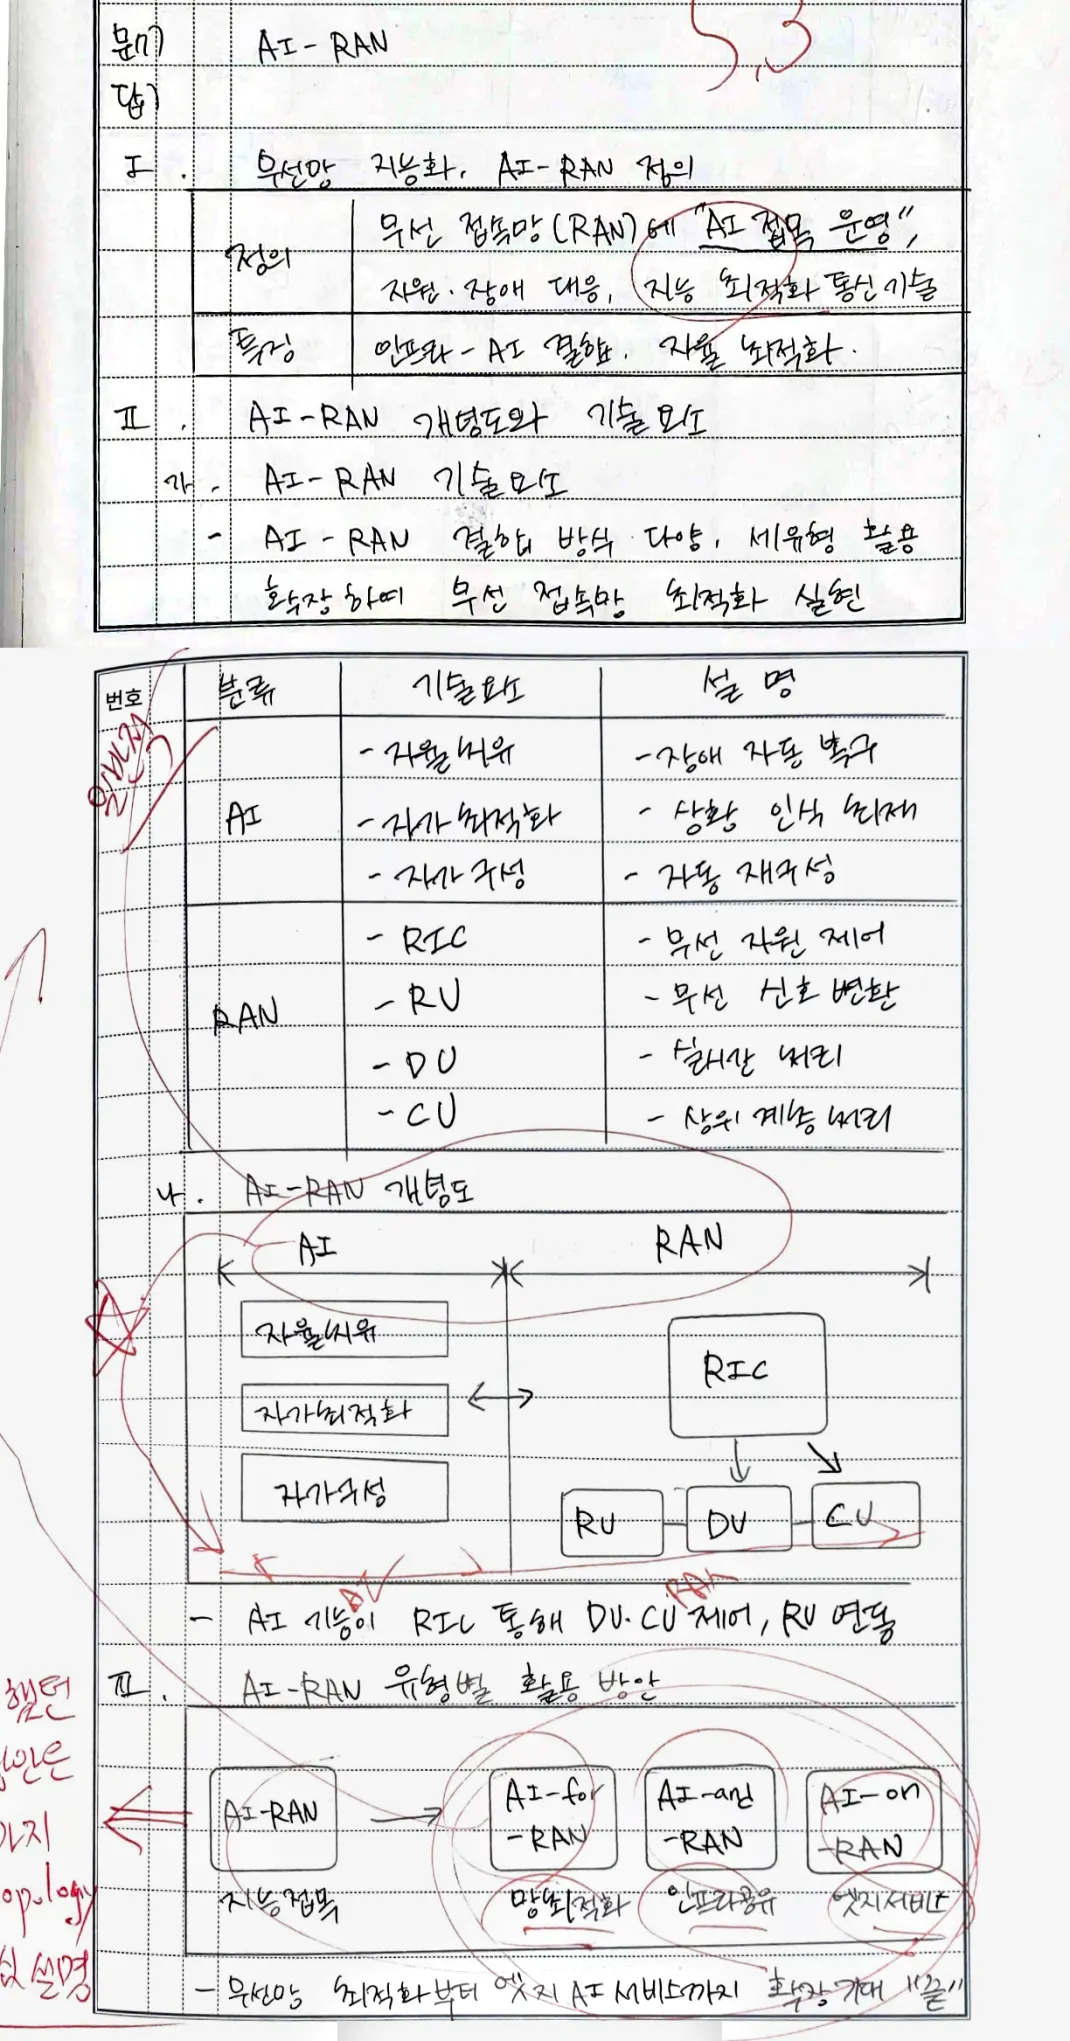 문7)
AI-RAN
5.3
답)
I. 무선망 지능화, AI-RAN 정의
정의
무선 접속망(RAN)에 "AI 접목 운영",
자원·장애 대응, 지능 최적화 통신기술
특징
인프라-AI 결합, 자율 최적화.
II. AI-RAN 개념도와 기술요소
가. AI-RAN 기술요소
- AI-RAN 결합 방식 다양, 세유형 활용
확장하여 무선 접속망 최적화 실현
번호
분류 기술요소 설명
AI
- 자율치유 - 장애 자동 복구
- 자가최적화 - 상황 인식 최적
- 자가구성 - 자동 재구성
RAN
- RIC - 무선 자원 제어
- RU - 무선 신호 변환
- DU - 실시간 처리
- CU - 상위 계층 처리
나. AI-RAN 개념도
AI RAN
자율치유
자가최적화
자가구성
RIC
RU DU CU
AI RAN
- AI 기능이 RIC 통해 DU·CU 제어, RU 연동
III. AI-RAN 유형별 활용 방안
AI-RAN
지능접목
AI-for-RAN
망최적화
AI-and-RAN
인프라공유
AI-on-RAN
엣지서비스
- 무선망 최적화부터 엣지AI서비스까지 확장기대 "끝"